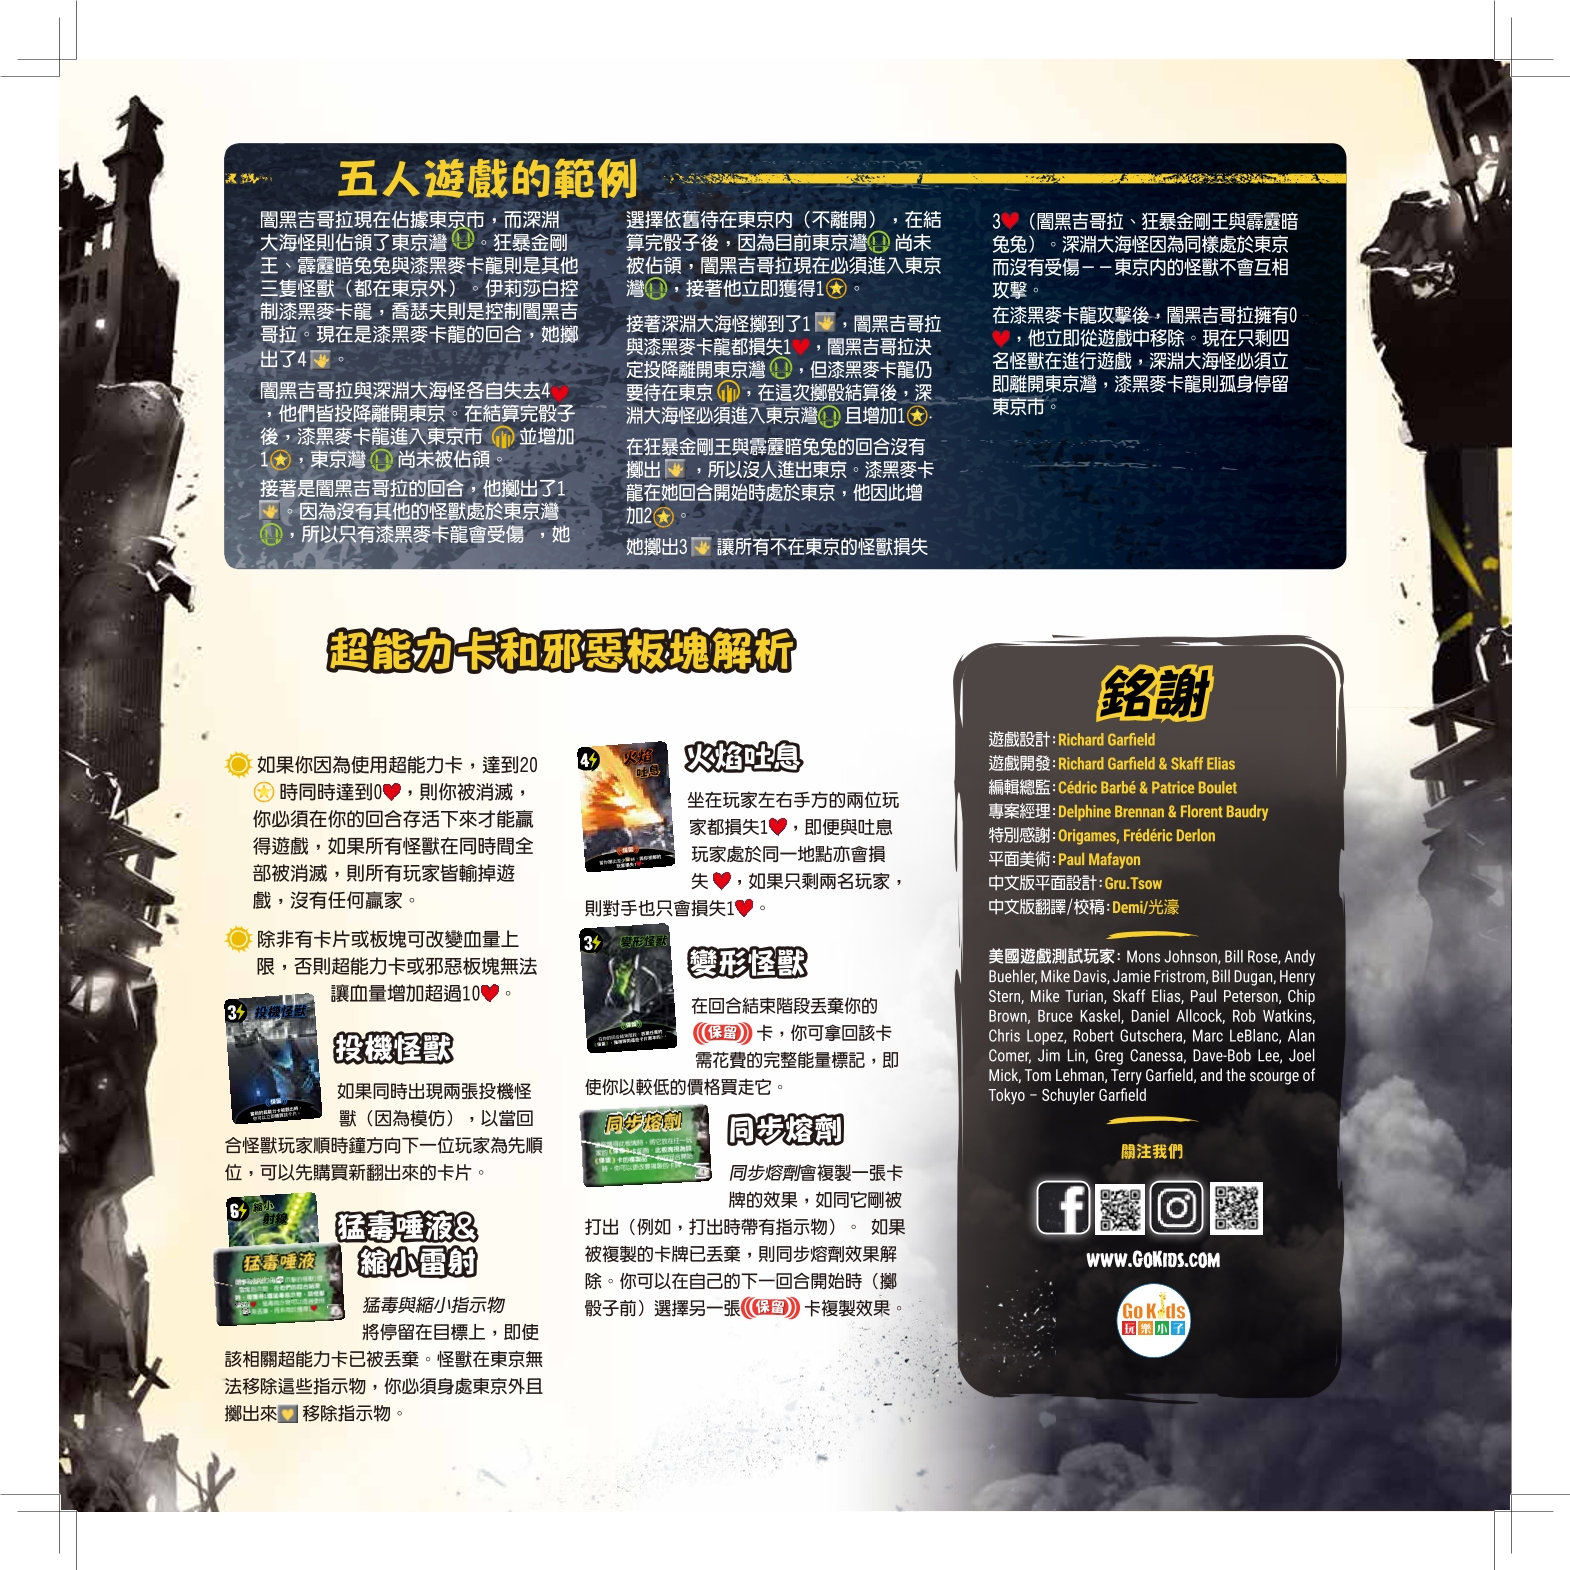 五人遊戲的範例
闇黑吉哥拉現在佔據東京市，而深淵
大海怪則佔領了東京灣。狂暴金剛
王、霹靂暗兔兔與漆黑麥卡龍則是其他
三隻怪獸（都在東京外）。伊莉莎白控
制漆黑麥卡龍，喬瑟夫則是控制闇黑吉
哥拉。現在是漆黑麥卡龍的回合，她擲
出了4。
闇黑吉哥拉與深淵大海怪各自失去4
，他們皆投降離開東京。在結算完骰子
後，漆黑麥卡龍進入東京市 並增加
1，東京灣 尚未被佔領。
接著是闇黑吉哥拉的回合，他擲出了1
。因為沒有其他的怪獸處於東京灣
，所以只有漆黑麥卡龍會受傷 ，她
選擇依舊待在東京內（不離開），在結
算完骰子後，因為目前東京灣 尚未
被佔領，闇黑吉哥拉現在必須進入東京
灣，接著他立即獲得1。
接著深淵大海怪擲到了1 ，闇黑吉哥拉
與漆黑麥卡龍都損失1，闇黑吉哥拉決
定投降離開東京灣 ，但漆黑麥卡龍仍
要待在東京 ，在這次擲骰結算後，深
淵大海怪必須進入東京灣 且增加1.
在狂暴金剛王與霹靂暗兔兔的回合沒有
擲出 ，所以沒人進出東京。漆黑麥卡
龍在她回合開始時處於東京，他因此增
加2 。
她擲出3 讓所有不在東京的怪獸損失
3（闇黑吉哥拉、狂暴金剛王與霹靂暗
兔兔）。深淵大海怪因為同樣處於東京
而沒有受傷－－東京內的怪獸不會互相
攻擊。
在漆黑麥卡龍攻擊後，闇黑吉哥拉擁有0
，他立即從遊戲中移除。現在只剩四
名怪獸在進行遊戲，深淵大海怪必須立
即離開東京灣，漆黑麥卡龍則孤身停留
東京市。
超能力卡和邪惡板塊解析
如果你因為使用超能力卡，達到20
時同時達到0，則你被消滅，
你必須在你的回合存活下來才能贏
得遊戲，如果所有怪獸在同時間全
部被消滅，則所有玩家皆輸掉遊
戲，沒有任何贏家。
除非有卡片或板塊可改變血量上
限，否則超能力卡或邪惡板塊無法
讓血量增加超過10。
3 投機怪獸
投機怪獸
如果同時出現兩張投機怪
獸（因為模仿），以當回
合怪獸玩家順時鐘方向下一位玩家為先順
位，可以先購買新翻出來的卡片。
6 縮小
射線
猛毒唾液
猛毒唾液&
縮小雷射
猛毒與縮小指示物
將停留在目標上，即使
該相關超能力卡已被丟棄。怪獸在東京無
法移除這些指示物，你必須身處東京外且
擲出來 移除指示物。
4 火焰
吐息
火焰吐息
坐在玩家左右手方的兩位玩
家都損失1，即便與吐息
玩家處於同一地點亦會損
失 ，如果只剩兩名玩家，
則對手也只會損失1。
3 變形怪獸
變形怪獸
在回合結束階段丟棄你的
保留 卡，你可拿回該卡
需花費的完整能量標記，即
使你以較低的價格買走它。
同步熔劑
同步熔劑
同步熔劑會複製一張卡
牌的效果，如同它剛被
打出（例如，打出時帶有指示物）。 如果
被複製的卡牌已丟棄，則同步熔劑效果解
除。你可以在自己的下一回合開始時（擲
骰子前）選擇另一張 保留 卡複製效果。
銘謝
遊戲設計：Richard Garfield
遊戲開發：Richard Garfield & Skaff Elias
編輯總監：Cédric Barbé & Patrice Boulet
專案經理：Delphine Brennan & Florent Baudry
特別感謝：Origames, Frédéric Derlon
平面美術：Paul Mafayon
中文版平面設計：Gru.Tsow
中文版翻譯/校稿：Demi/光濠
美國遊戲測試玩家：Mons Johnson, Bill Rose, Andy
Buehler, Mike Davis, Jamie Fristrom, Bill Dugan, Henry
Stern, Mike Turian, Skaff Elias, Paul Peterson, Chip
Brown, Bruce Kaskel, Daniel Allcock, Rob Watkins,
Chris Lopez, Robert Gutschera, Marc LeBlanc, Alan
Comer, Jim Lin, Greg Canessa, Dave-Bob Lee, Joel
Mick, Tom Lehman, Terry Garfield, and the scourge of
Tokyo – Schuyler Garfield
關注我們
www.GoKids.com
Go Kids
玩樂小子